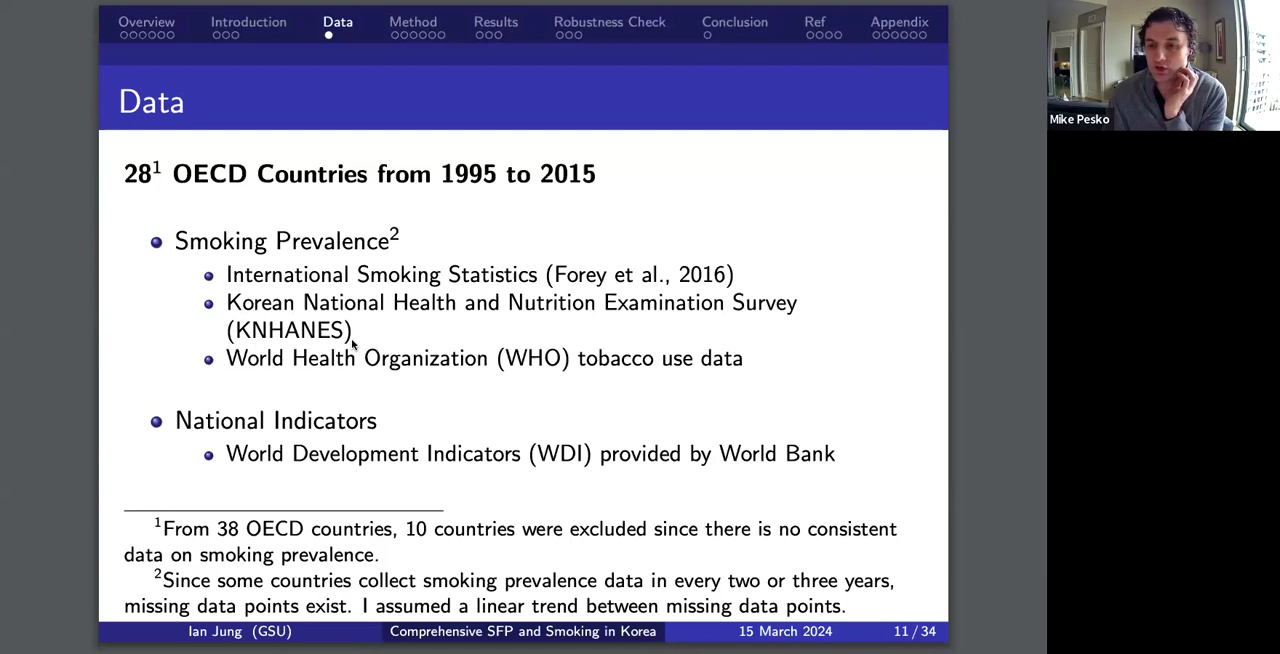 Overview Introduction Data Method Results Robustness Check Conclusion Ref Appendix
Data
28¹ OECD Countries from 1995 to 2015
Smoking Prevalence²
International Smoking Statistics (Forey et al., 2016)
Korean National Health and Nutrition Examination Survey
(KNHANES)
World Health Organization (WHO) tobacco use data
National Indicators
World Development Indicators (WDI) provided by World Bank
¹From 38 OECD countries, 10 countries were excluded since there is no consistent
data on smoking prevalence.
²Since some countries collect smoking prevalence data in every two or three years,
missing data points exist. I assumed a linear trend between missing data points.
Ian Jung (GSU) Comprehensive SFP and Smoking in Korea 15 March 2024 11 / 34
Mike Pesko